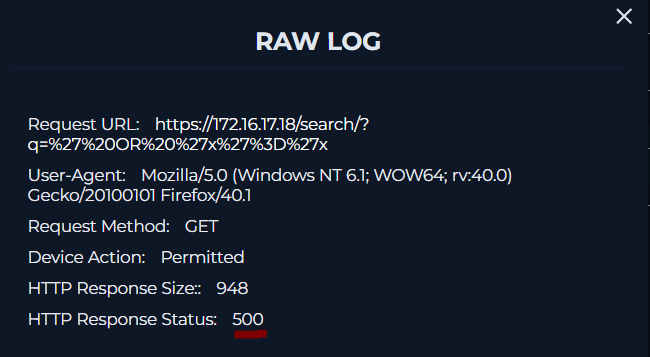 RAW LOG
Request URL: https://172.16.17.18/search/?
q=%27%20OR%20%27x%27%3D%27x
User-Agent: Mozilla/5.0 (Windows NT 6.1; WOW64; rv:40.0)
Gecko/20100101 Firefox/40.1
Request Method: GET
Device Action: Permitted
HTTP Response Size:: 948
HTTP Response Status: 500